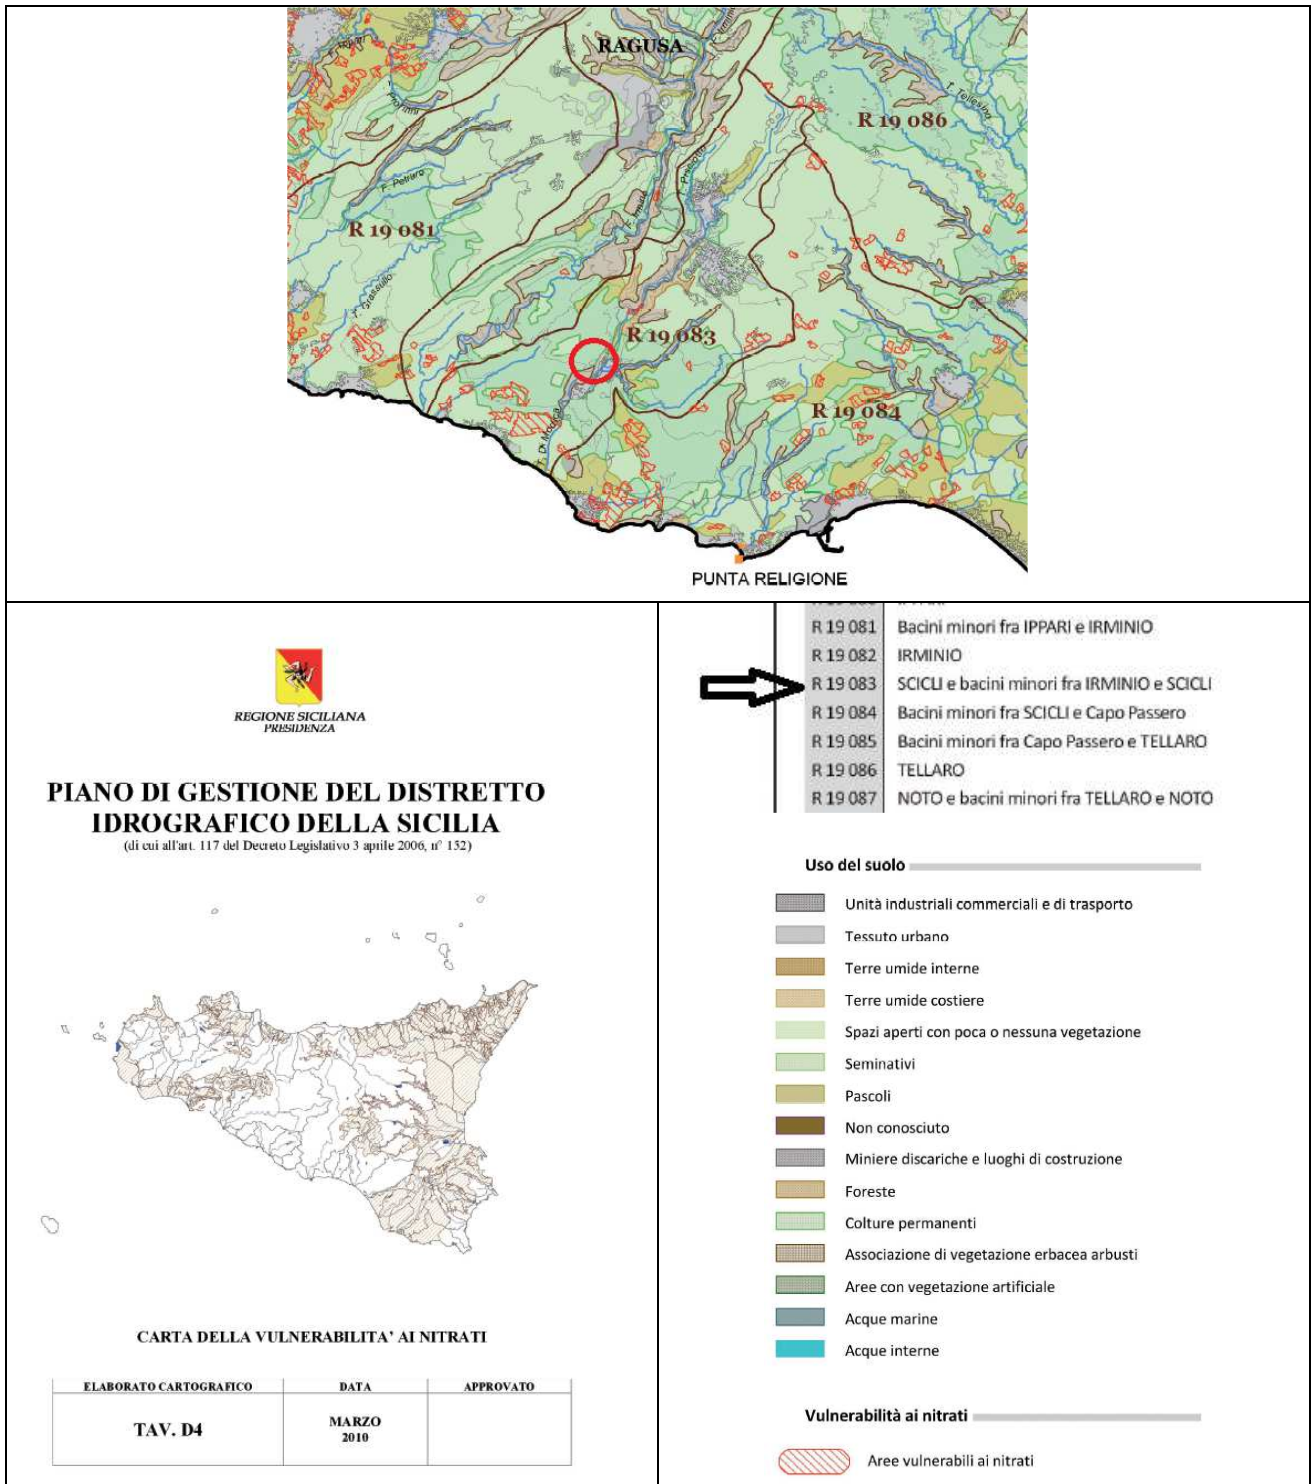 RAGUSA
R 19 086
T. Tellesina
F. Petraro
R 19 081
F. Irminio
T. Grassullo
R 19 083
R 19 084
T. Di Modica
PUNTA RELIGIONE
REGIONE SICILIANA
PRESIDENZA
PIANO DI GESTIONE DEL DISTRETTO
IDROGRAFICO DELLA SICILIA
(di cui all'art. 117 del Decreto Legislativo 3 aprile 2006, n° 152)
CARTA DELLA VULNERABILITA' AI NITRATI
ELABORATO CARTOGRAFICO DATA APPROVATO
TAV. D4 MARZO
2010
R 19 081 Bacini minori fra IPPARI e IRMINIO
R 19 082 IRMINIO
R 19 083 SCICLI e bacini minori fra IRMINIO e SCICLI
R 19 084 Bacini minori fra SCICLI e Capo Passero
R 19 085 Bacini minori fra Capo Passero e TELLARO
R 19 086 TELLARO
R 19 087 NOTO e bacini minori fra TELLARO e NOTO
Uso del suolo
Unità industriali commerciali e di trasporto
Tessuto urbano
Terre umide interne
Terre umide costiere
Spazi aperti con poca o nessuna vegetazione
Seminativi
Pascoli
Non conosciuto
Miniere discariche e luoghi di costruzione
Foreste
Colture permanenti
Associazione di vegetazione erbacea arbusti
Aree con vegetazione artificiale
Acque marine
Acque interne
Vulnerabilità ai nitrati
Aree vulnerabili ai nitrati